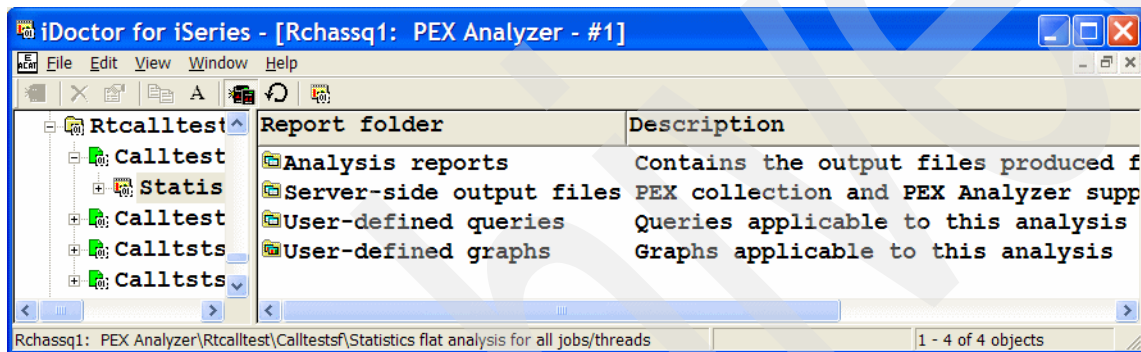 iDoctor for iSeries - [Rchassq1: PEX Analyzer - #1]
File Edit View Window Help
A
Rtcalltest
Calltest
Statis
Calltest
Calltsts
Calltsts
Report folder Description
Analysis reports Contains the output files produced f
Server-side output files PEX collection and PEX Analyzer supp
User-defined queries Queries applicable to this analysis
User-defined graphs Graphs applicable to this analysis
Rchassq1: PEX Analyzer\Rtcalltest\Calltestsf\Statistics flat analysis for all jobs/threads 1 - 4 of 4 objects